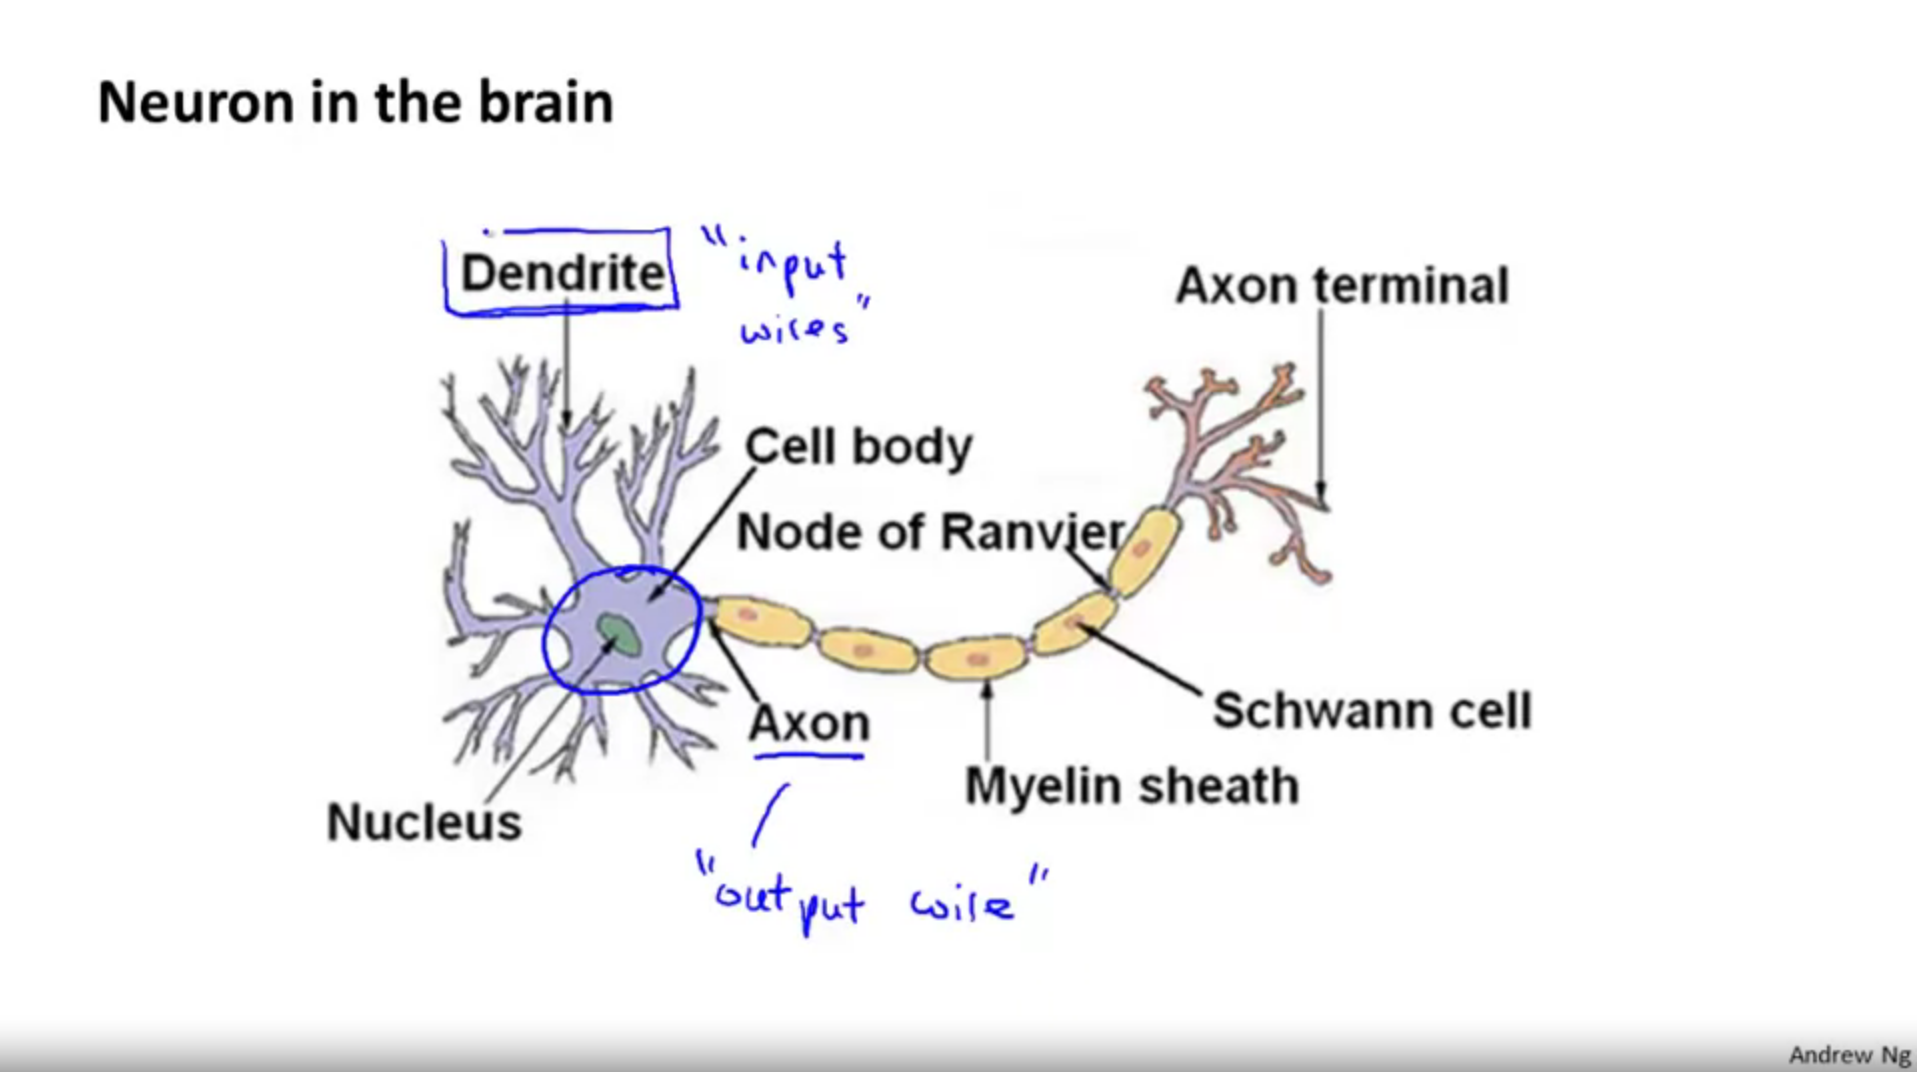 Neuron in the brain
Dendrite
"input
wires"
Axon terminal
Cell body
Node of Ranvier
Axon
Schwann cell
Myelin sheath
Nucleus
"output wire"
Andrew Ng